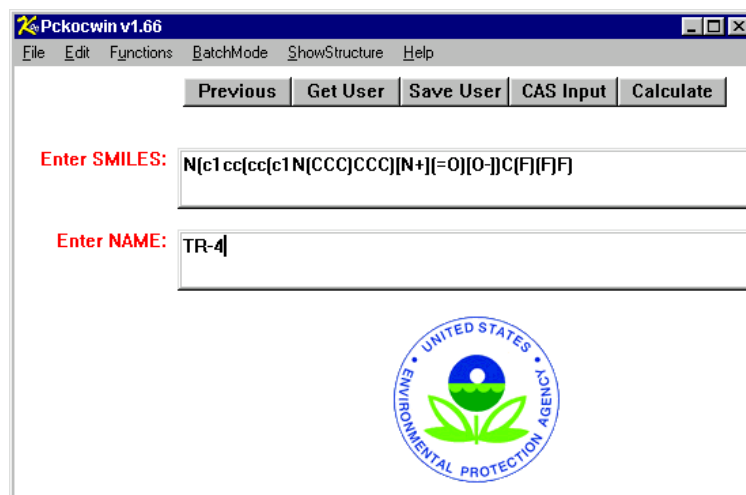 Pckocwin v1.66
File Edit Functions BatchMode ShowStructure Help
Previous Get User Save User CAS Input Calculate
Enter SMILES: N(c1cc(cc(c1N(CCC)CCC)[N+](=O)[O-])C(F)(F)F)
Enter NAME: TR-4
UNITED STATES
ENVIRONMENTAL PROTECTION AGENCY